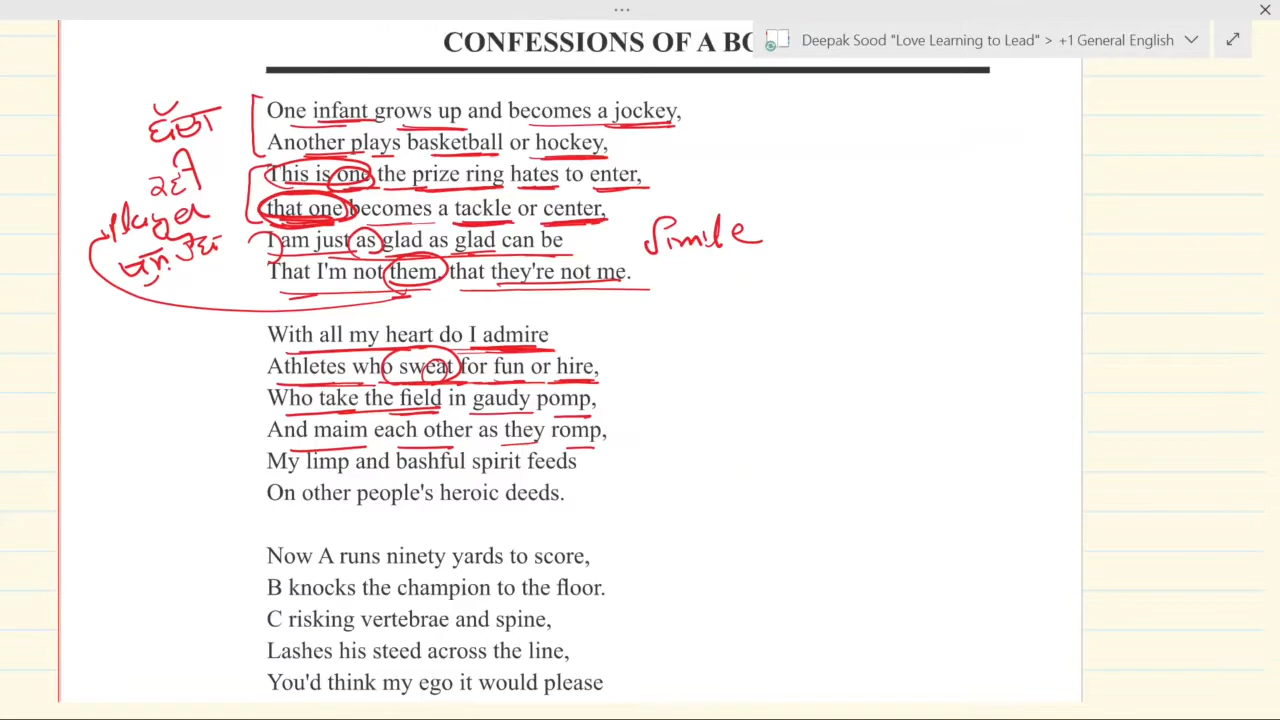 CONFESSIONS OF A BO
Deepak Sood "Love Learning to Lead" > +1 General English
One infant grows up and becomes a jockey,
Another plays basketball or hockey,
This is one the prize ring hates to enter,
that one becomes a tackle or center,
player
I am just as glad as glad can be
Simile
That I'm not them, that they're not me.
With all my heart do I admire
Athletes who sweat for fun or hire,
Who take the field in gaudy pomp,
And maim each other as they romp,
My limp and bashful spirit feeds
On other people's heroic deeds.
Now A runs ninety yards to score,
B knocks the champion to the floor.
C risking vertebrae and spine,
Lashes his steed across the line,
You'd think my ego it would please